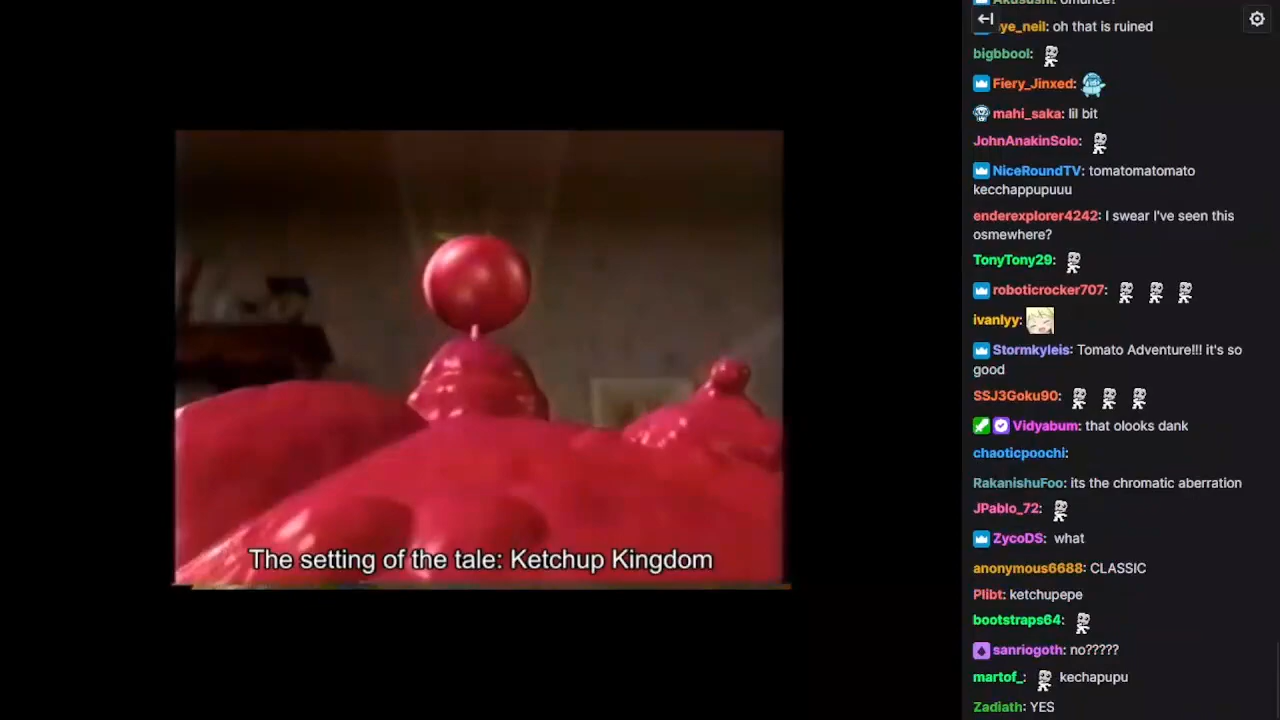 The setting of the tale: Ketchup Kingdom
ye_neil: oh that is ruined
bigbbool:
Fiery_Jinxed:
mahi_saka: lil bit
JohnAnakinSolo:
NiceRoundTV: tomatomatomato
kecchappupuuu
enderexplorer4242: I swear I've seen this
osmewhere?
TonyTony29:
roboticrocker707:
ivanlyy:
Stormkyleis: Tomato Adventure!!! it's so
good
SSJ3Goku90:
Vidyabum: that olooks dank
chaoticpoochi:
RakanishuFoo: its the chromatic aberration
JPablo_72:
ZycoDS: what
anonymous6688: CLASSIC
Plibt: ketchupepe
bootstraps64:
sanriogoth: no?????
martof_: kechapupu
Zadiath: YES